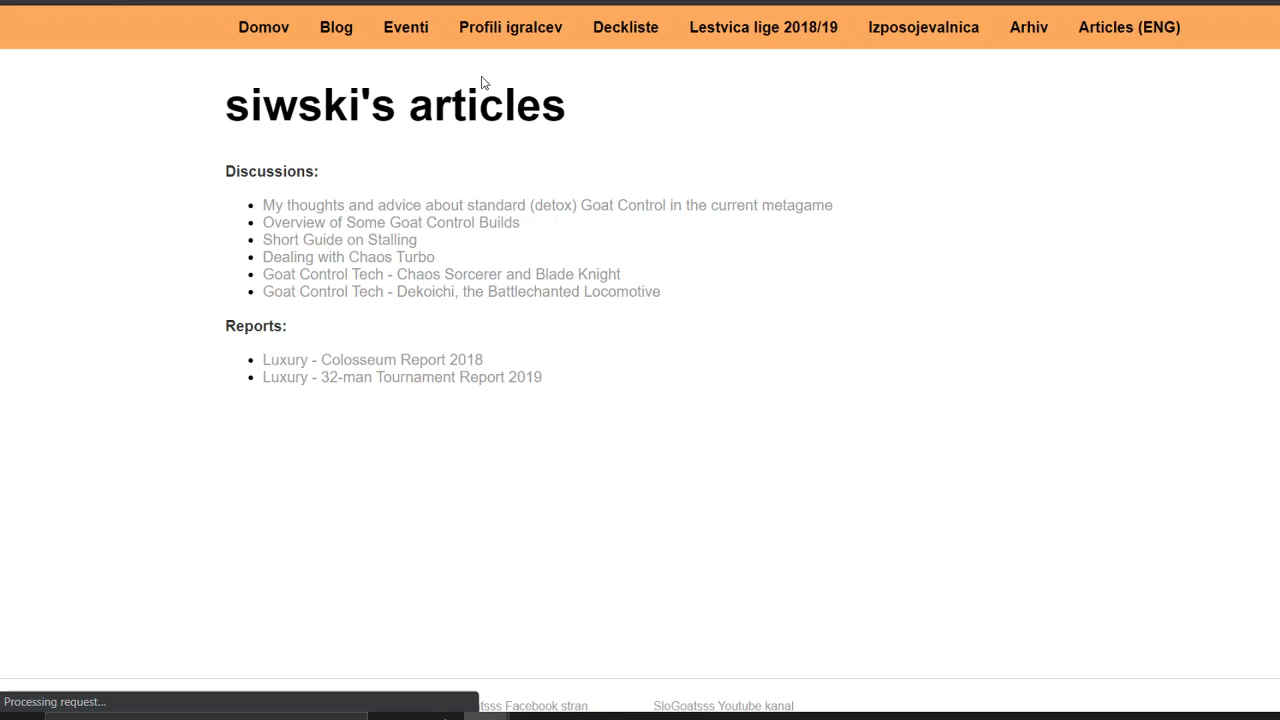 Domov Blog Eventi Profili igralcev Deckliste Lestvica lige 2018/19 Izposojevalnica Arhiv Articles (ENG)
siwski's articles
Discussions:
My thoughts and advice about standard (detox) Goat Control in the current metagame
Overview of Some Goat Control Builds
Short Guide on Stalling
Dealing with Chaos Turbo
Goat Control Tech - Chaos Sorcerer and Blade Knight
Goat Control Tech - Dekoichi, the Battlechanted Locomotive
Reports:
Luxury - Colosseum Report 2018
Luxury - 32-man Tournament Report 2019
Processing request...
Facebook stran SloGoatsss Youtube kanal